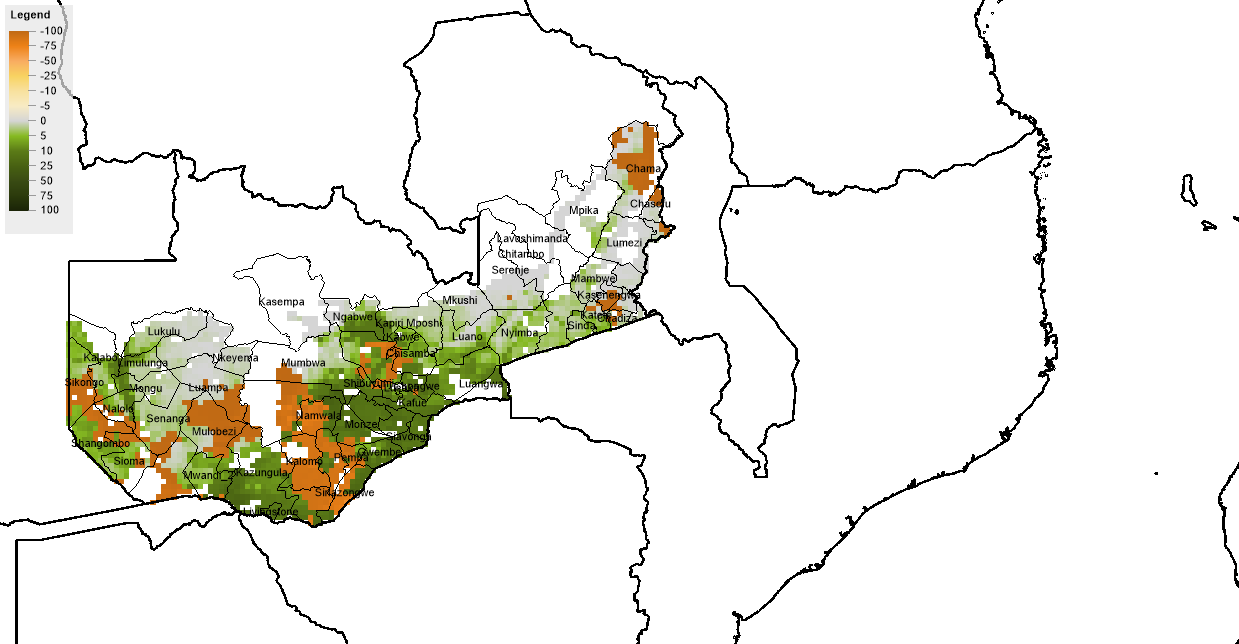 Legend
-100
-75
-50
-25
-10
-5
0
5
10
25
50
75
100
Chama
Chasefu
Mpika
Lavushimanda
Lumezi
Chitambo
Serenje
Mambwe
Kasenengwa
Kasempa
Mkushi
Ngabwe
Kapiri Mposhi
Sinda
Lukulu
Nyimba
Kabwe
Luano
Chisamba
Nkeyema
Kalabo
Limulunga
Mumbwa
Sikongo
Mongu
Luampa
Shibuyunji
Luangwa
Kafue
Nalolo
Senanga
Namwala
Monze
Mulobezi
Siavonga
Shangombo
Gwembe
Sioma
Kalomo
Pemba
Mwandi
Kazungula
Sinazongwe
Livingstone